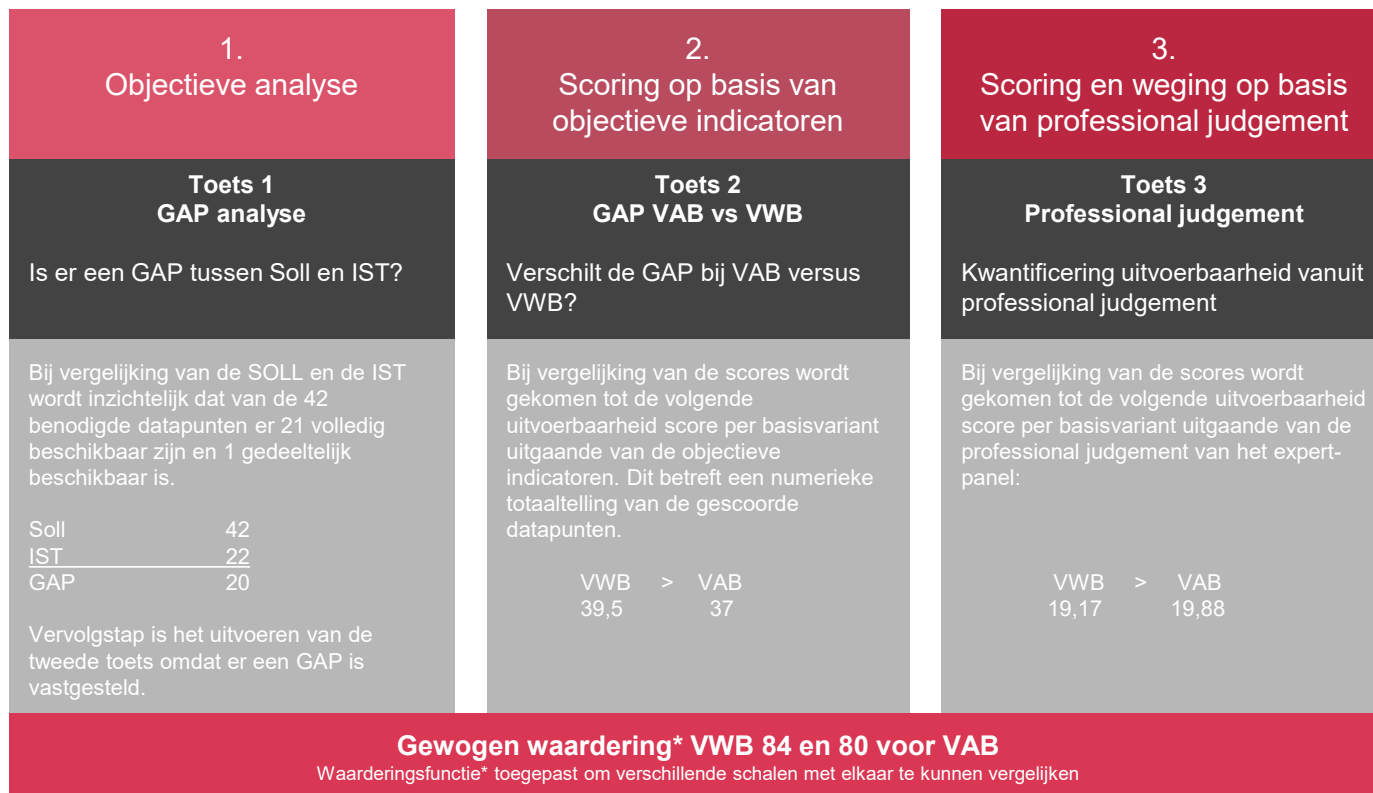 1.
Objectieve analyse
Toets 1
GAP analyse
Is er een GAP tussen Soll en IST?
Bij vergelijking van de SOLL en de IST
wordt inzichtelijk dat van de 42
benodigde datapunten er 21 volledig
beschikbaar zijn en 1 gedeeltelijk
beschikbaar is.
Soll 42
IST 22
GAP 20
Vervolgstap is het uitvoeren van de
tweede toets omdat er een GAP is
vastgesteld.
2.
Scoring op basis van
objectieve indicatoren
Toets 2
GAP VAB vs VWB
Verschilt de GAP bij VAB versus
VWB?
Bij vergelijking van de scores wordt
gekomen tot de volgende
uitvoerbaarheid score per basisvariant
uitgaande van de objectieve
indicatoren. Dit betreft een numerieke
totaaltelling van de gescoorde
datapunten.
VWB > VAB
39,5 37
3.
Scoring en weging op basis
van professional judgement
Toets 3
Professional judgement
Kwantificering uitvoerbaarheid vanuit
professional judgement
Bij vergelijking van de scores wordt
gekomen tot de volgende uitvoerbaarheid
score per basisvariant uitgaande van de
professional judgement van het expert-
panel:
VWB > VAB
19,17 19,88
Gewogen waardering* VWB 84 en 80 voor VAB
Waarderingsfunctie* toegepast om verschillende schalen met elkaar te kunnen vergelijken